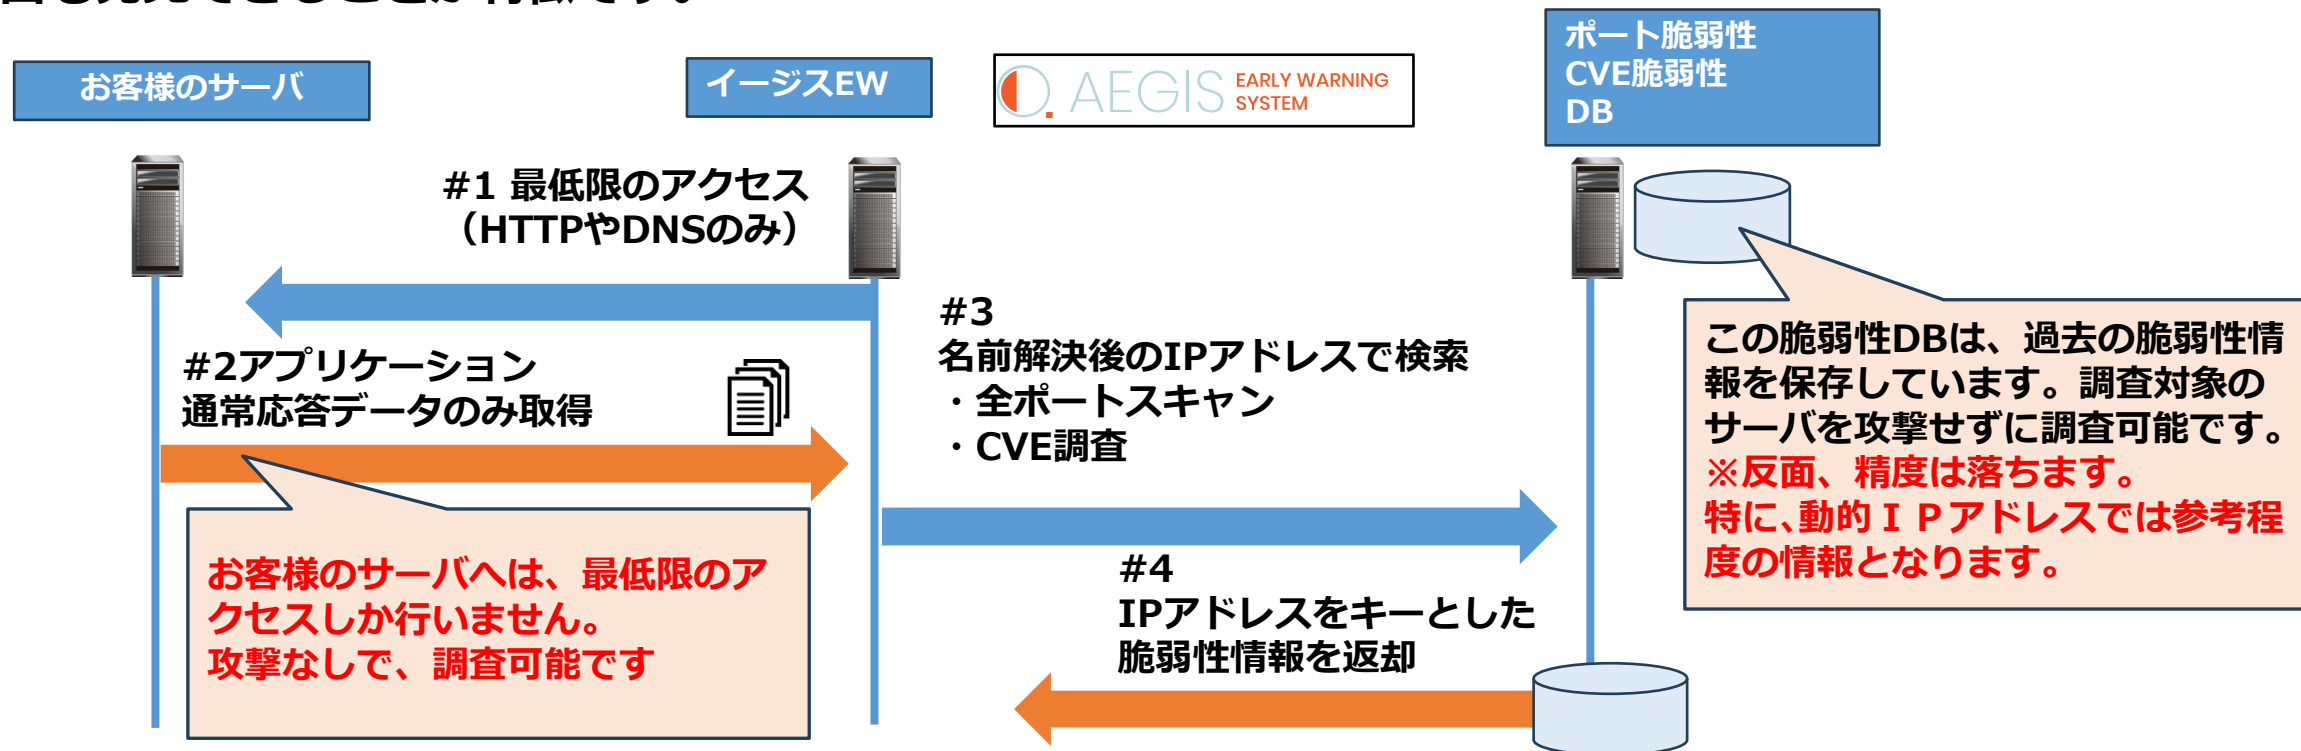 お客様のサーバ
イージスEW
AEGIS EARLY WARNING
SYSTEM
ポート脆弱性
CVE脆弱性
DB
#1 最低限のアクセス
（HTTPやDNSのみ）
#2アプリケーション
通常応答データのみ取得
#3
名前解決後のIPアドレスで検索
・全ポートスキャン
・CVE調査
この脆弱性DBは、過去の脆弱性情
報を保存しています。調査対象の
サーバを攻撃せずに調査可能です。
※反面、精度は落ちます。
特に、動的ＩＰアドレスでは参考程
度の情報となります。
お客様のサーバへは、最低限のア
クセスしか行いません。
攻撃なしで、調査可能です
#4
IPアドレスをキーとした
脆弱性情報を返却